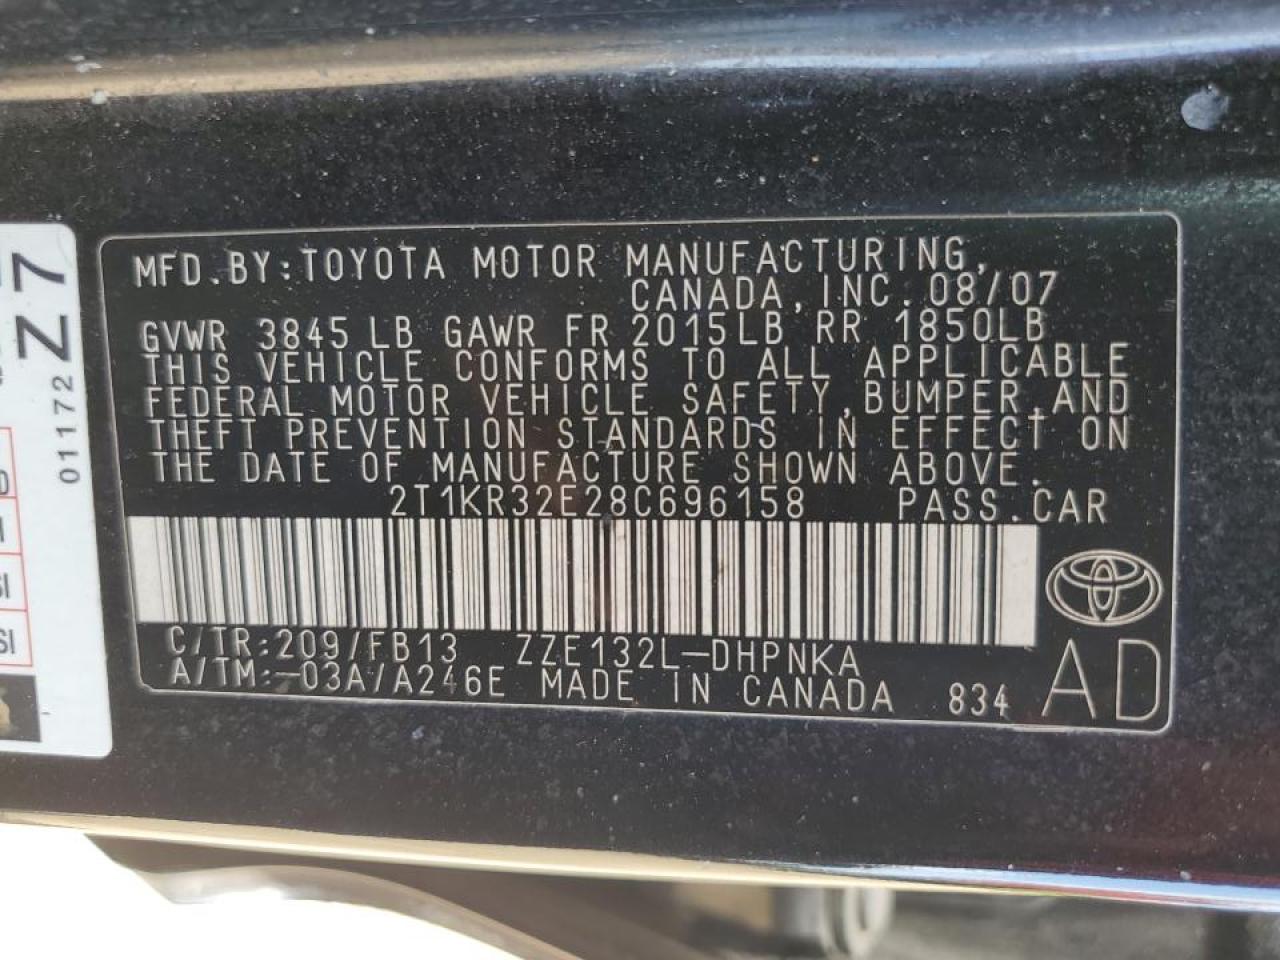 MFD.BY:TOYOTA MOTOR MANUFACTURING,
CANADA,INC. 08/07
GVWR 3845 LB GAWR FR 2015LB RR 1850LB
THIS VEHICLE CONFORMS TO ALL APPLICABLE
FEDERAL MOTOR VEHICLE SAFETY,BUMPER,AND
THEFT PREVENTION STANDARDS IN EFFECT ON
THE DATE OF MANUFACTURE SHOWN ABOVE.
2T1KR32E28C696158 PASS.CAR
C/TR:209/FB13 ZZE132L-DHPNKA
A/TM:-03A/A246E MADE IN CANADA 834
AD
01172 Z7